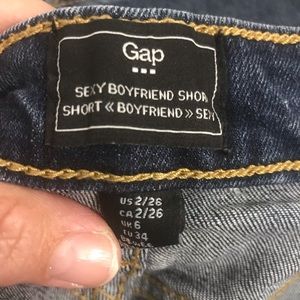 Gap
SEXY BOYFRIEND SHOR
SHORT « BOYFRIEND » SEX
US 2/26
CA 2/26
UK 6
EU 34